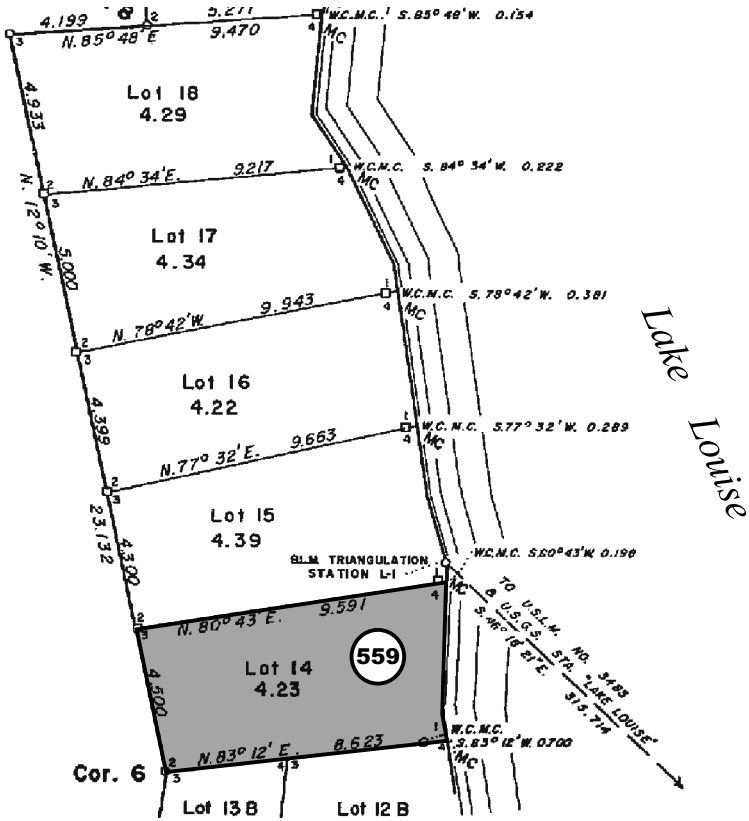 4.199
2
5.271
W.C.M.C. S. 85° 48' W. 0.154
3
N. 85° 48' E
9.470
4
MC
4.933
Lot 18
4.29
1
W.C.M.C. S. 84° 34' W. 0.222
2
N. 84° 34' E.
9.217
4
MC
3
N. 12° 10' W.
Lot 17
4.34
5.000
1
W.C.M.C. S. 78° 42' W. 0.381
9.943
4
MC
2
N. 78° 42' W.
3
Lake Louise
Lot 16
4.22
4.399
1
W.C.M.C. S. 77° 32' W. 0.289
9.663
4
MC
2
N. 77° 32' E.
3
23.132
Lot 15
4.39
4.300
W.C.M.C. S. 80° 43' W. 0.198
BLM TRIANGULATION
STATION L-1
1
4
MC
2
N. 80° 43' E.
9.591
3
TO U.S.L.M. NO. 3483
& U.S.G.S. STA. "LAKE LOUISE"
S. 46° 18' 21" E. 315.714
559
Lot 14
4.23
4.500
1
W.C.M.C.
S. 83° 12' W. 0.700
4
MC
2
N. 83° 12' E.
8.623
Cor. 6
3
4
3
Lot 13 B
Lot 12 B